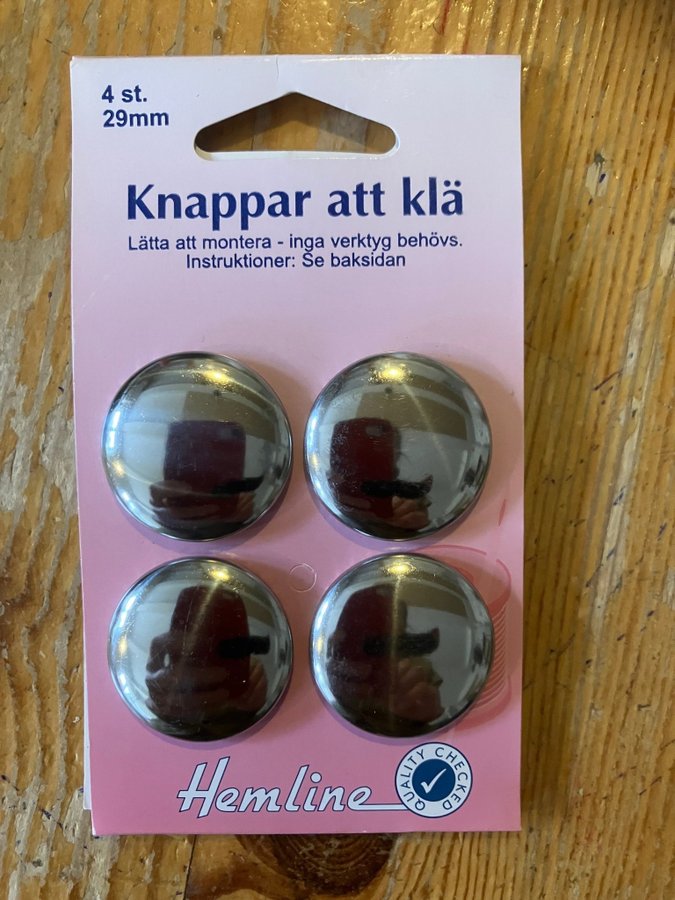 4 st.
29mm
Knappar att klä
Lätta att montera - inga verktyg behövs.
Instruktioner: Se baksidan
Hemline
QUALITY CHECKED